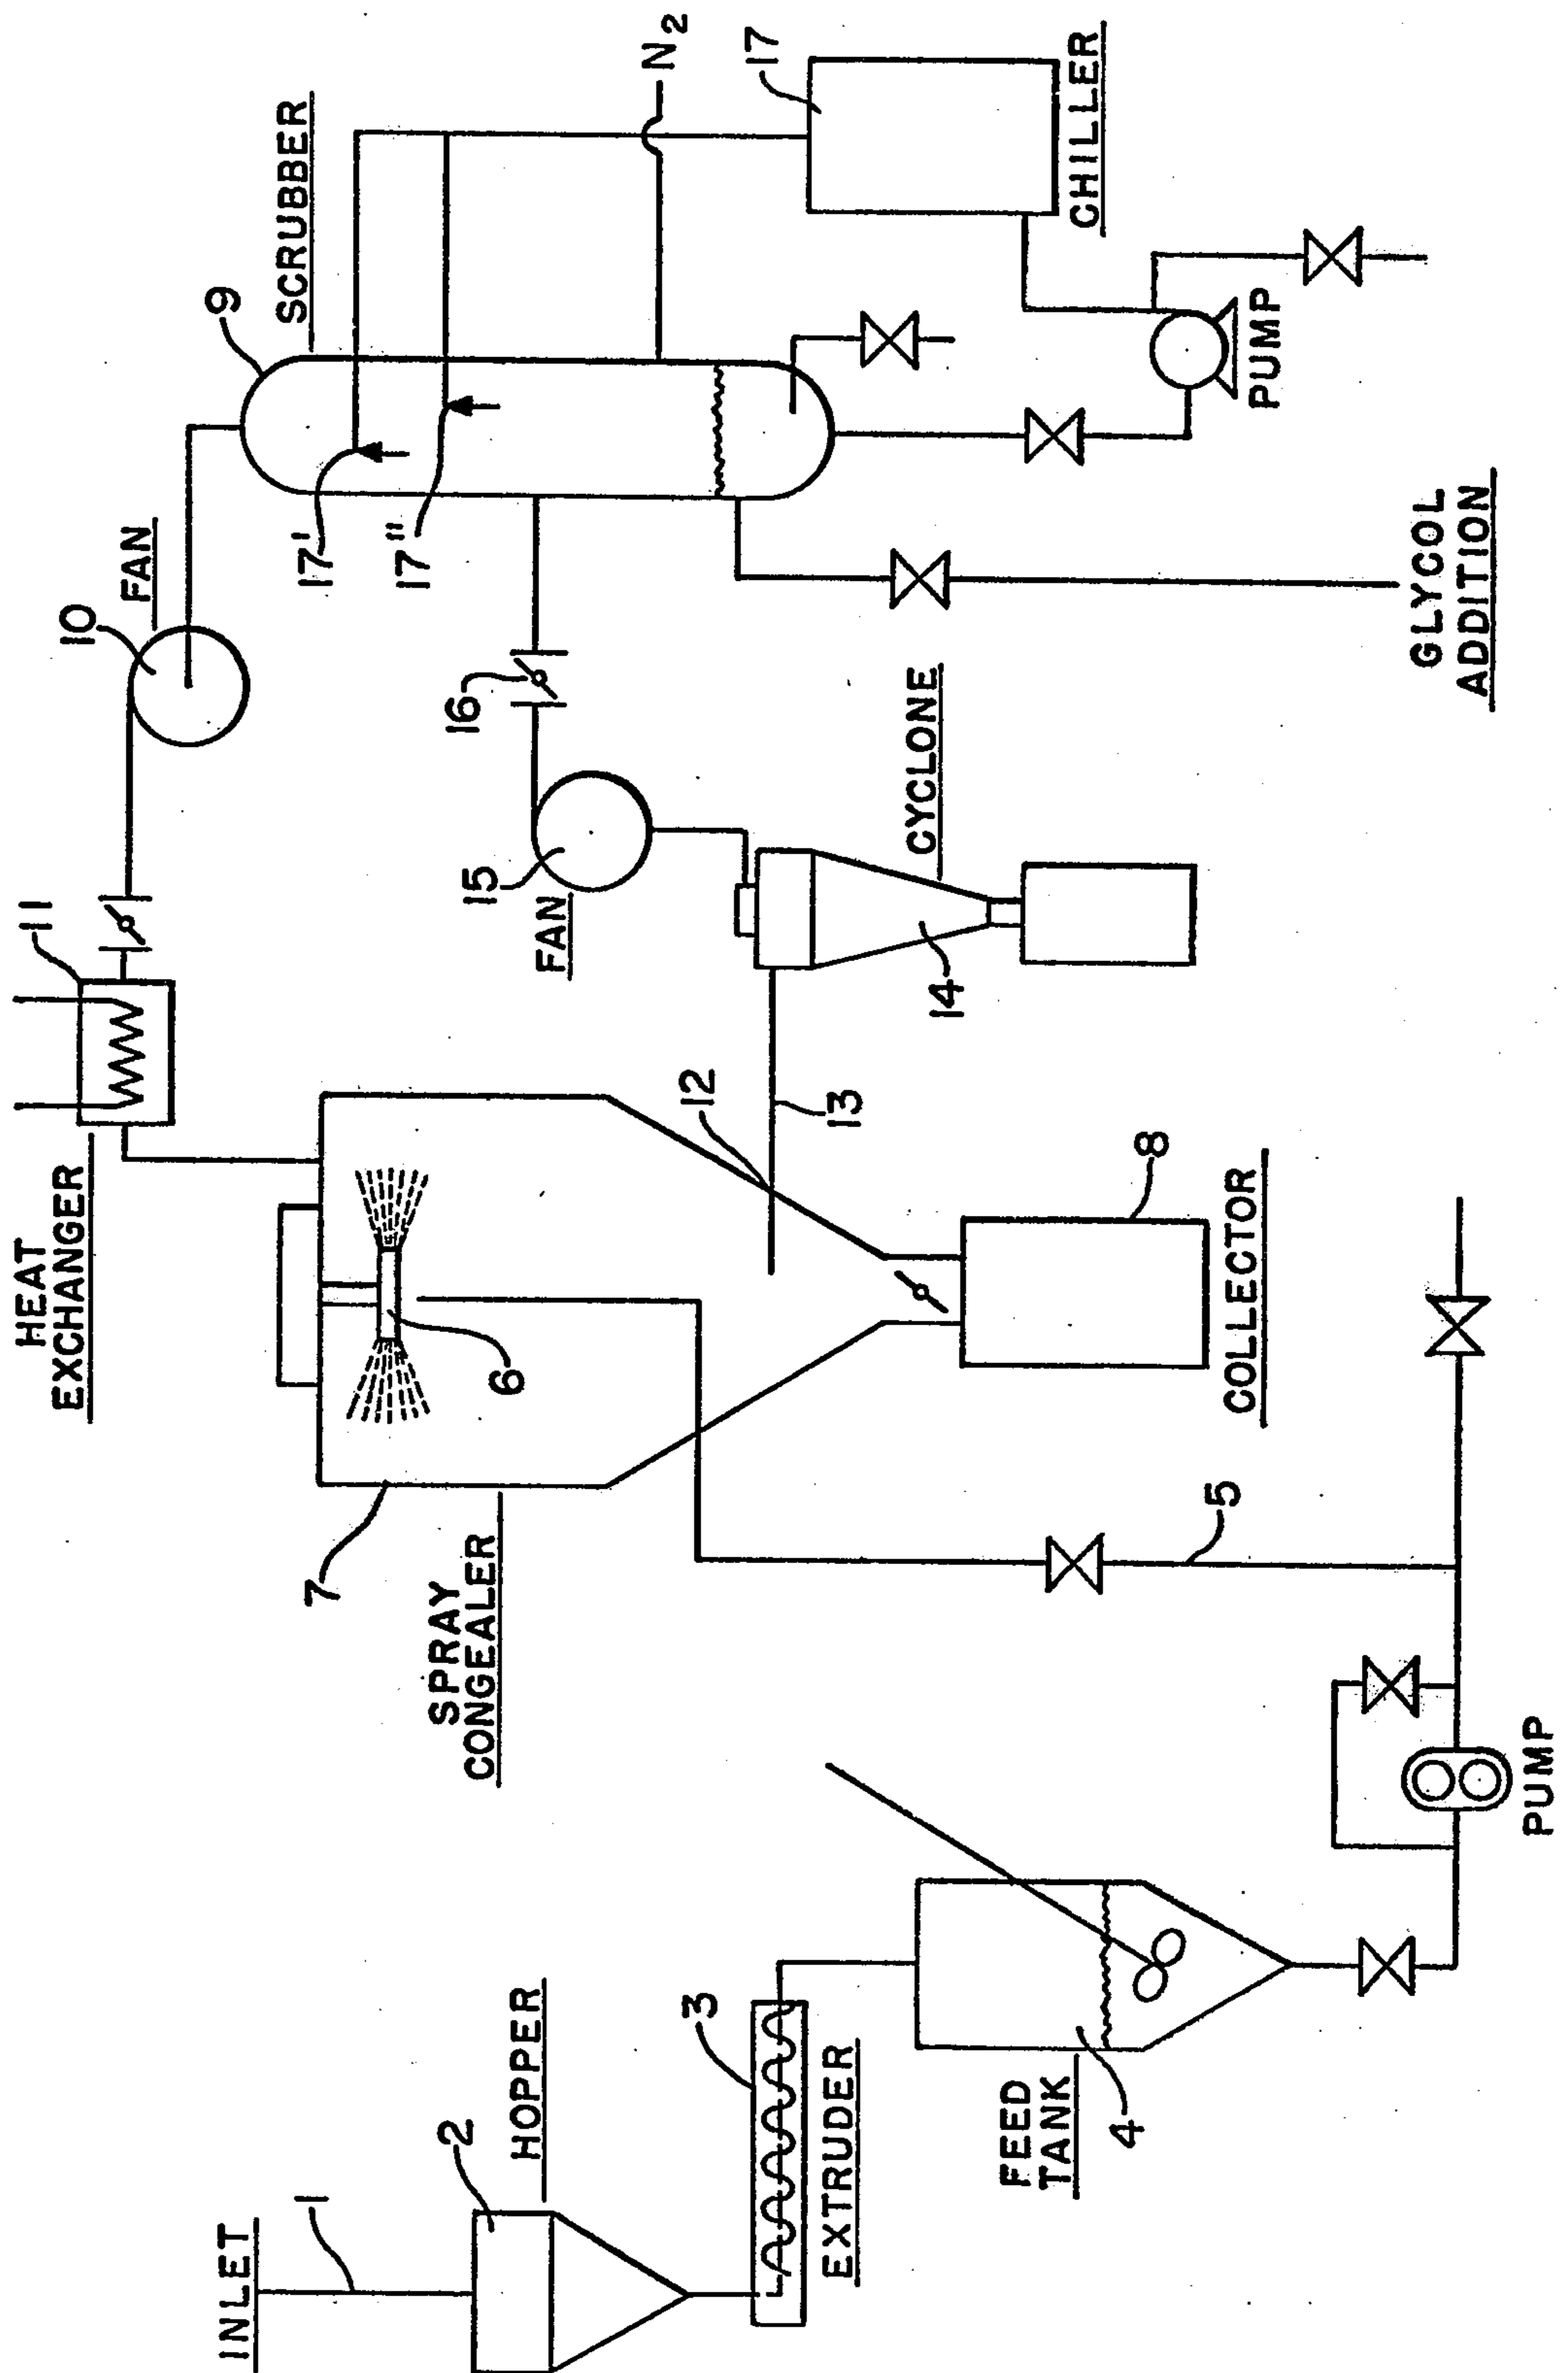 INLET
1
2
HOPPER
3
EXTRUDER
FEED
TANK
4
PUMP
5
SPRAY
CONGEALER
7
6
HEAT
EXCHANGER
11
12
13
8
COLLECTOR
10
FAN
15
FAN
16
14
CYCLONE
9
SCRUBBER
17'
17"
N2
17
CHILLER
PUMP
GLYCOL
ADDITION